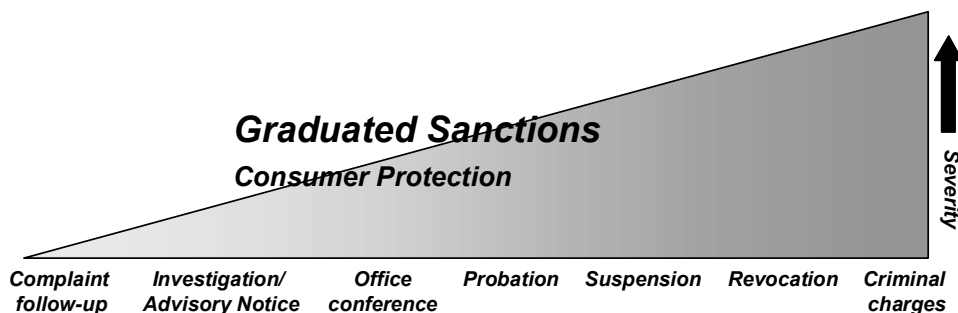 Graduated Sanctions
Consumer Protection
Severity
Complaint follow-up
Investigation/ Advisory Notice
Office conference
Probation
Suspension
Revocation
Criminal charges